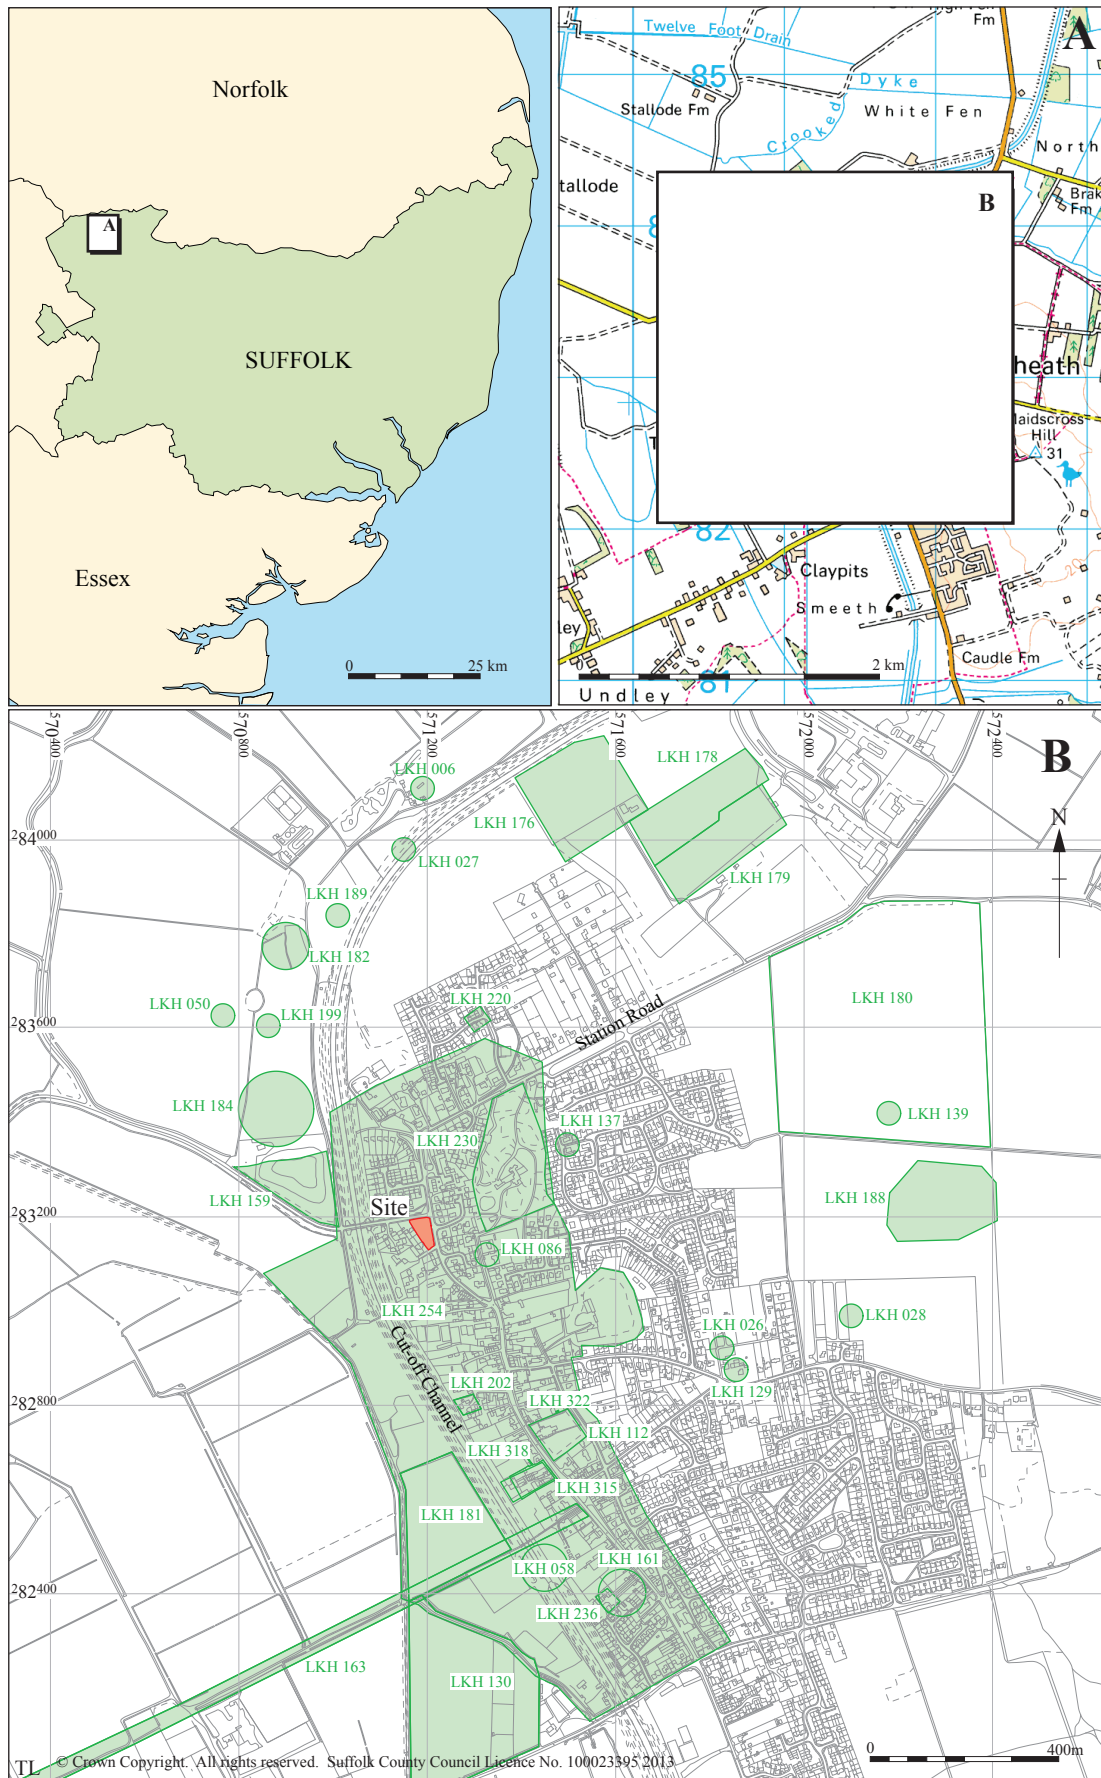 Norfolk
A
SUFFOLK
Essex
0 25 km
A
Fm
Twelve Foot Drain
85
Stallode Fm
Dyke
Crooked
White Fen
North
tallode
Brak
Fm
B
heath
Maidscross
Hill
31
82
Claypits
Smeeth
20
ley
Caudle Fm
0 2 km
81
Undley
B
570400
570800
571200
571600
572000
572400
LKH 006
LKH 178
LKH 176
N
284000
LKH 027
LKH 179
LKH 189
LKH 182
LKH 050
LKH 199
LKH 220
LKH 180
283600
Station Road
LKH 184
LKH 137
LKH 139
LKH 230
LKH 159
LKH 188
Site
283200
LKH 086
LKH 254
LKH 028
LKH 026
Cut-off Channel
LKH 202
LKH 129
282800
LKH 322
LKH 112
LKH 318
LKH 315
LKH 181
LKH 161
LKH 058
282400
LKH 236
LKH 163
LKH 130
TL
© Crown Copyright. All rights reserved. Suffolk County Council Licence No. 100023395 2013
0 400m